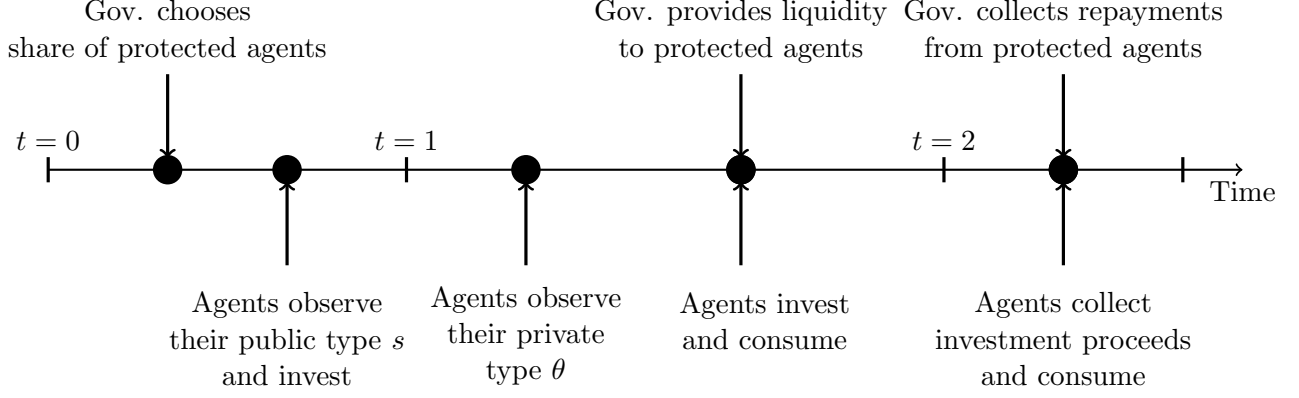 Gov. chooses
share of protected agents
Gov. provides liquidity
to protected agents
Gov. collects repayments
from protected agents
t = 0
t = 1
t = 2
Time
Agents observe
their public type s
and invest
Agents observe
their private
type θ
Agents invest
and consume
Agents collect
investment proceeds
and consume